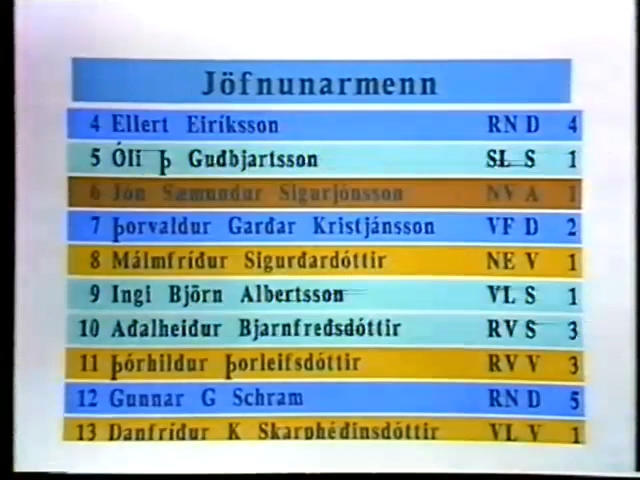 Jöfnunarmenn
4 Ellert Eiríksson RN D 4
5 Óli Þ Guðbjartsson SL S 1
6 Jón Sæmundur Sigurjónsson NV A 1
7 Þorvaldur Garðar Kristjánsson VF D 2
8 Málmfríður Sigurðardóttir NE V 1
9 Ingi Björn Albertsson VL S 1
10 Aðalheiður Bjarnfreðsdóttir RV S 3
11 Þórhildur Þorleifsdóttir RV V 3
12 Gunnar G Schram RN D 5
13 Danfríður K Skarphéðinsdóttir VL V 1